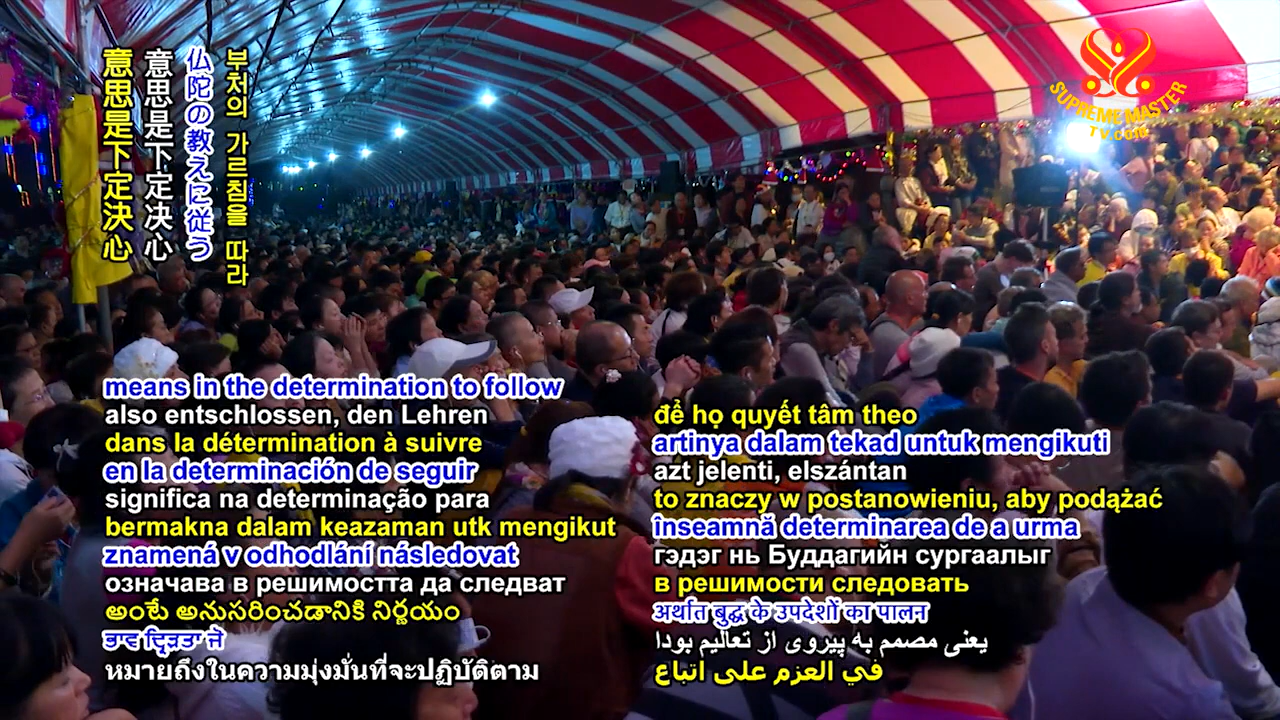 意思是下定決心
意思是下定决心
仏陀の教えに従う
부처의 가르침을 따라
SUPREME MASTER
TV.com
means in the determination to follow
also entschlossen, den Lehren
dans la détermination à suivre
en la determinación de seguir
significa na determinação para
bermakna dalam keazaman utk mengikut
znamená v odhodlání následovat
означава в решимостта да следват
అంటే అనుసరించడానికి నిర్ణయం
ਭਾਵ ਦ੍ਰਿੜਤਾ ਜੋ
หมายถึงในความมุ่งมั่นที่จะปฏิบัติตาม
để họ quyết tâm theo
artinya dalam tekad untuk mengikuti
azt jelenti, elszántan
to znaczy w postanowieniu, aby podążać
înseamnă determinarea de a urma
гэдэг нь Буддагийн сургаалыг
в решимости следовать
अर्थात बुद्ध के उपदेशों का पालन
یعنی مصمم به پیروی از تعالیم بودا
في العزم على اتباع